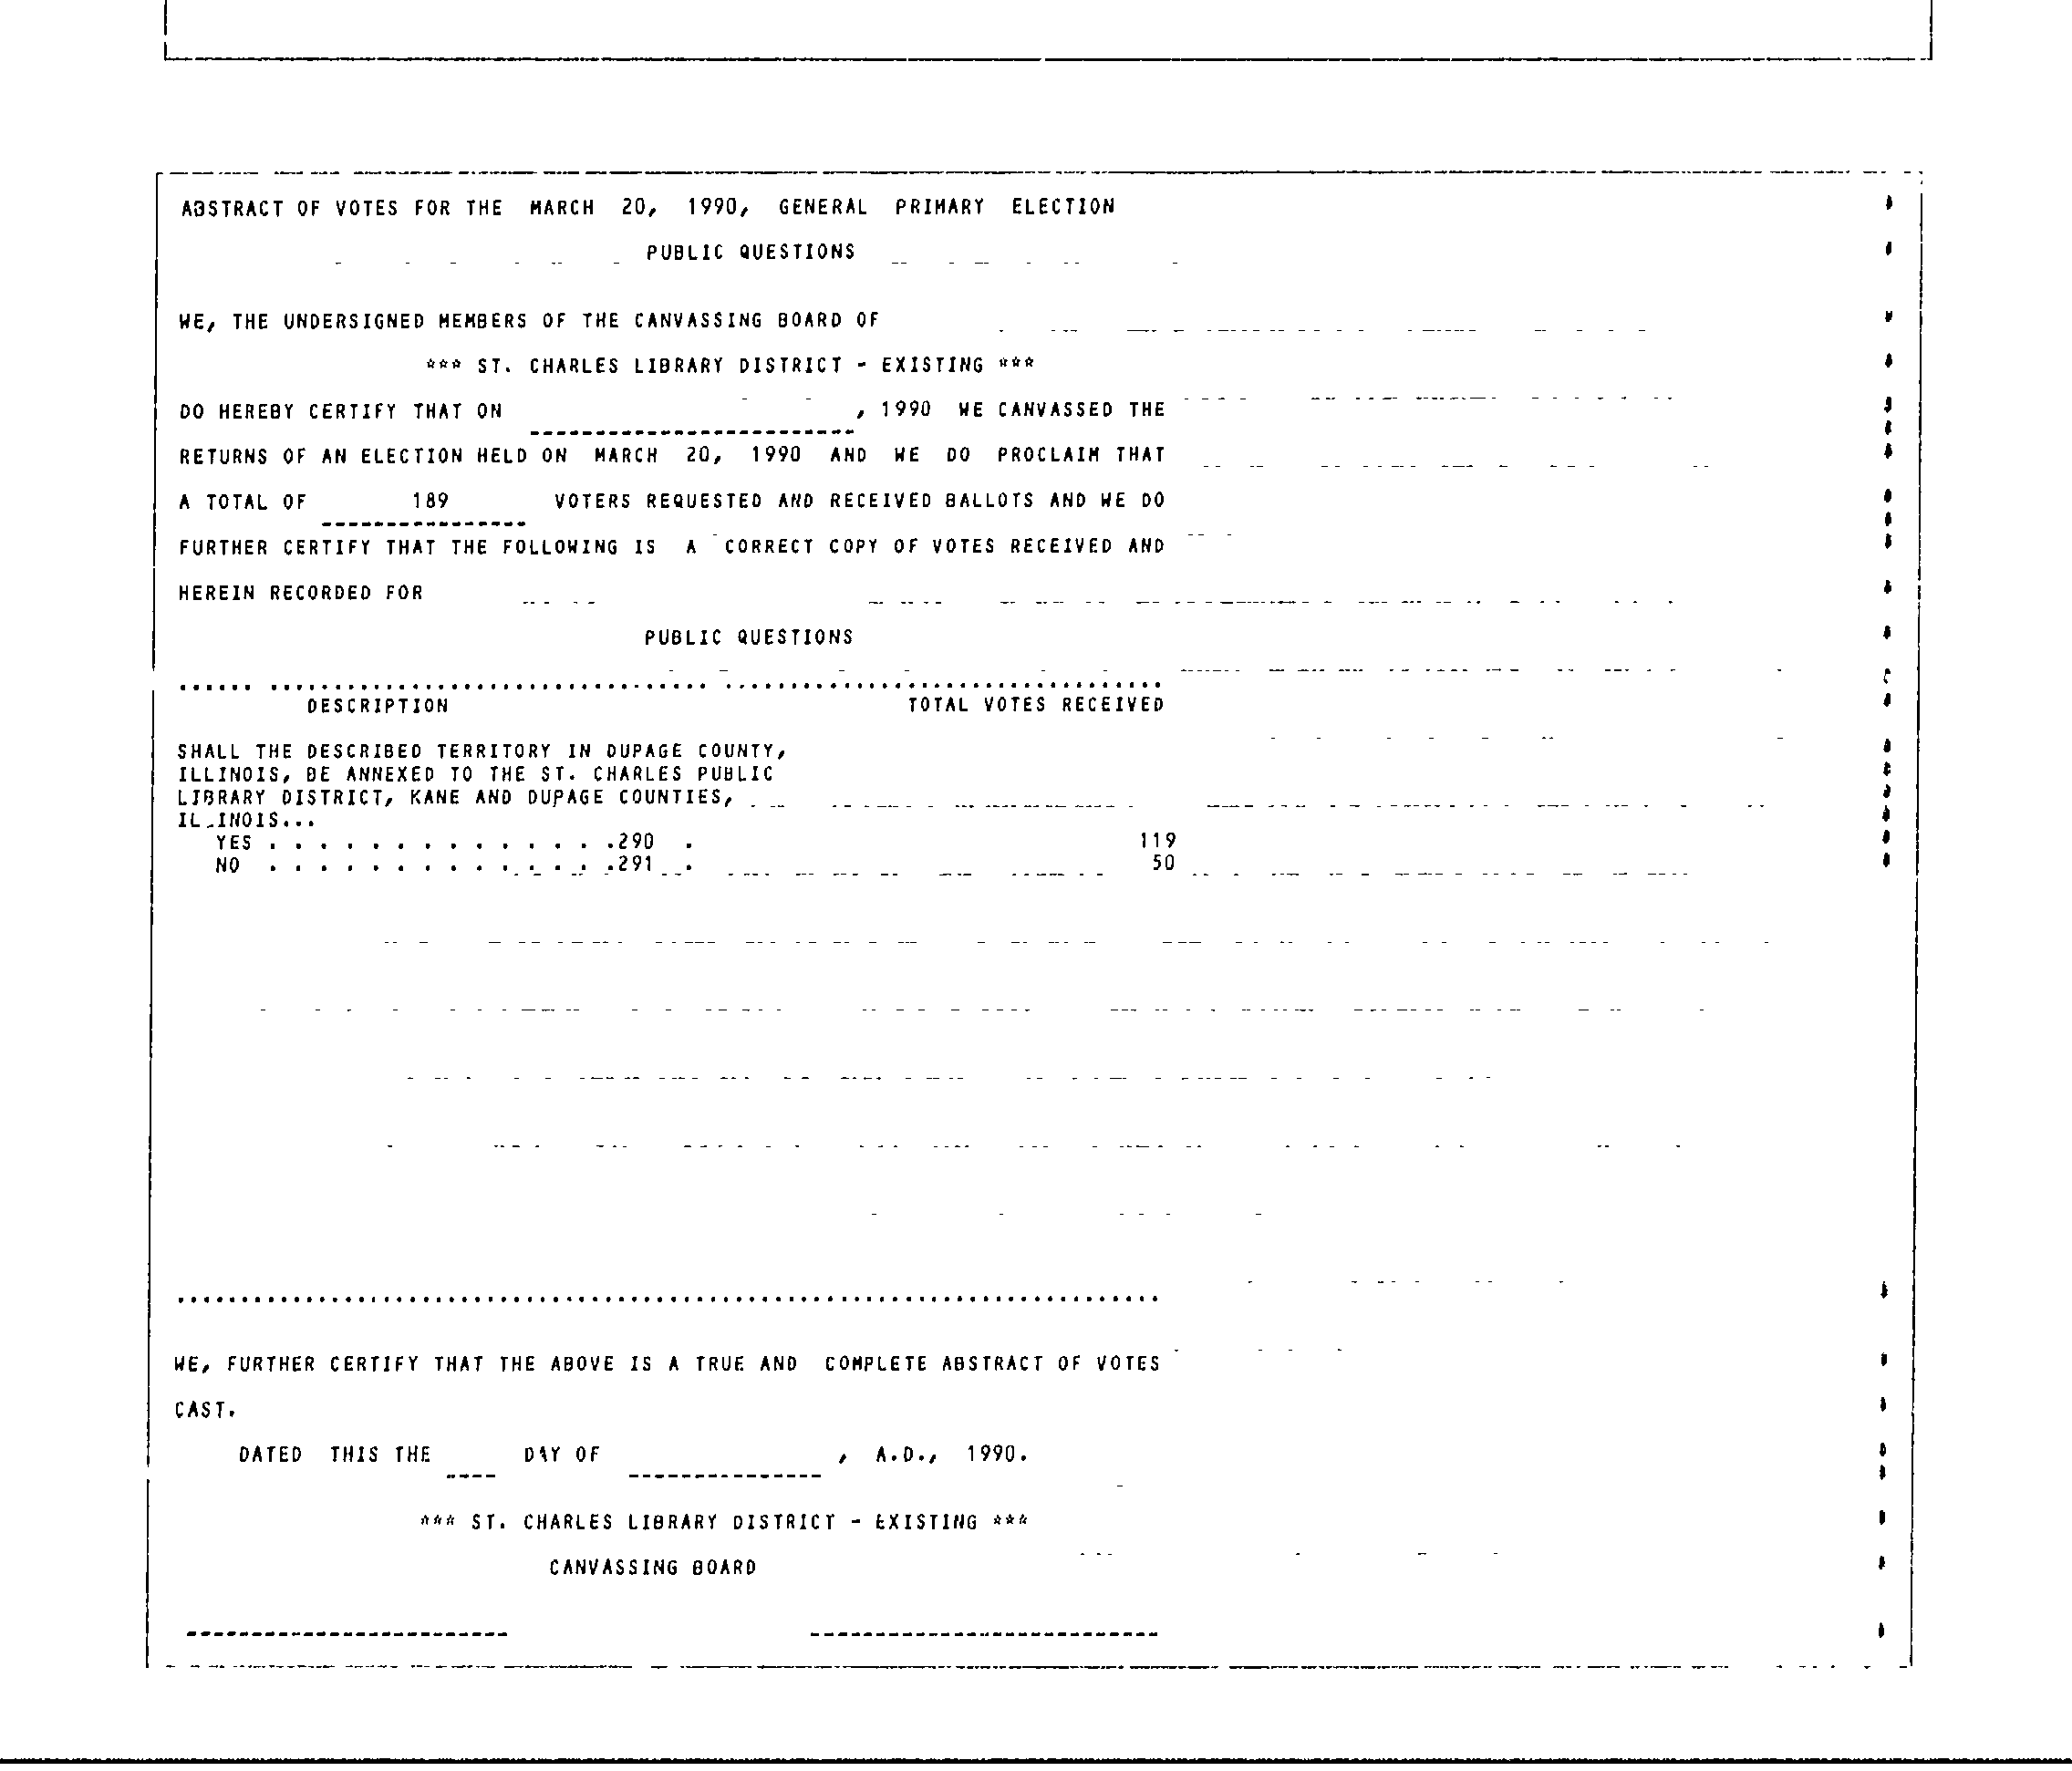 ABSTRACT OF VOTES FOR THE MARCH 20, 1990, GENERAL PRIMARY ELECTION
PUBLIC QUESTIONS
WE, THE UNDERSIGNED MEMBERS OF THE CANVASSING BOARD OF
*** ST. CHARLES LIBRARY DISTRICT - EXISTING ***
DO HEREBY CERTIFY THAT ON , 1990 WE CANVASSED THE
RETURNS OF AN ELECTION HELD ON MARCH 20, 1990 AND WE DO PROCLAIM THAT
A TOTAL OF 189 VOTERS REQUESTED AND RECEIVED BALLOTS AND WE DO
FURTHER CERTIFY THAT THE FOLLOWING IS A CORRECT COPY OF VOTES RECEIVED AND
HEREIN RECORDED FOR
PUBLIC QUESTIONS
DESCRIPTION TOTAL VOTES RECEIVED
SHALL THE DESCRIBED TERRITORY IN DUPAGE COUNTY,
ILLINOIS, BE ANNEXED TO THE ST. CHARLES PUBLIC
LIBRARY DISTRICT, KANE AND DUPAGE COUNTIES,
ILLINOIS...
YES . . . . . . . . . . . . . .290 . 119
NO . . . . . . . . . . . . . .291 . 50
WE, FURTHER CERTIFY THAT THE ABOVE IS A TRUE AND COMPLETE ABSTRACT OF VOTES
CAST.
DATED THIS THE ---- DAY OF --------------- , A.D., 1990.
*** ST. CHARLES LIBRARY DISTRICT - EXISTING ***
CANVASSING BOARD